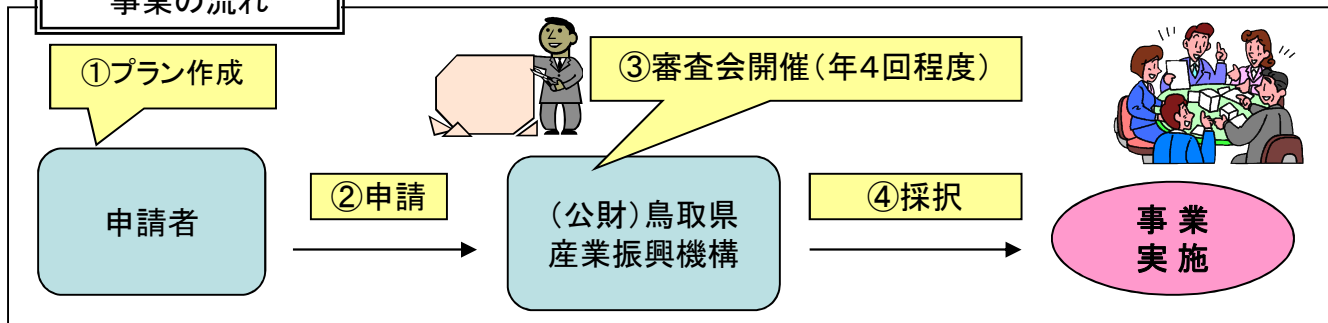 事業の流れ
①プラン作成
③審査会開催(年4回程度)
申請者
②申請
(公財)鳥取県
産業振興機構
④採択
事業
実施